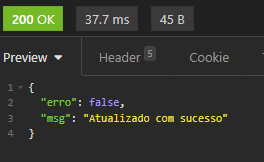 200 OK 37.7 ms 45 B
Preview Header 5 Cookie
1 {
2 "erro": false,
3 "msg": "Atualizado com sucesso"
4 }